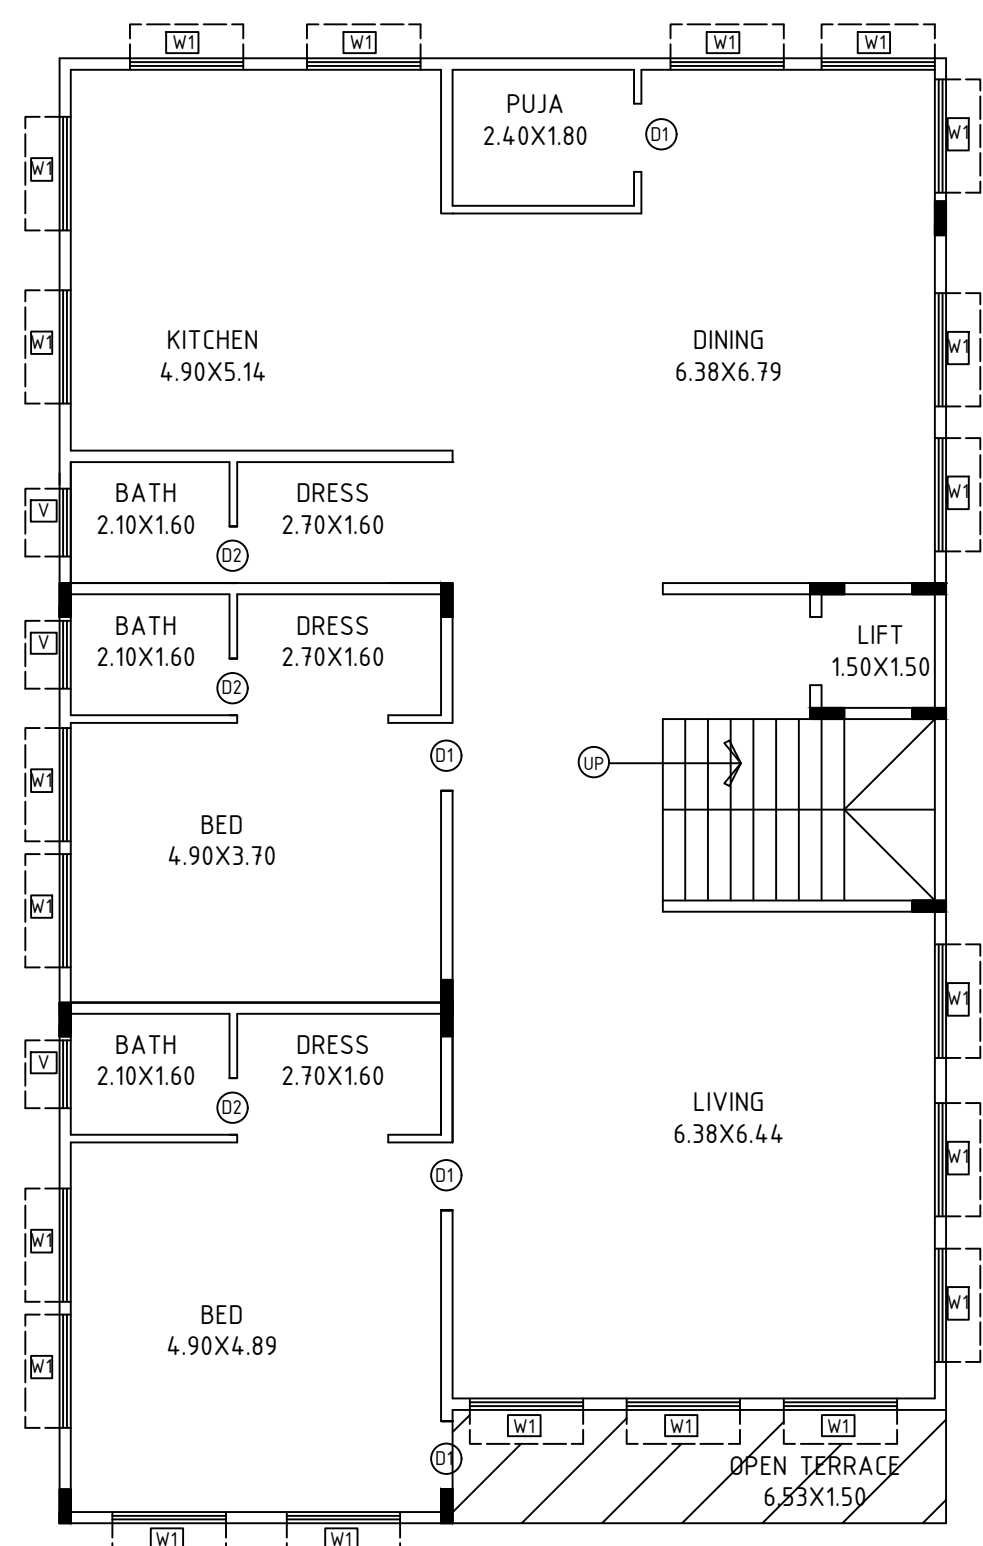 W1 W1 W1 W1
PUJA
2.40X1.80
D1
W1
W1
KITCHEN
4.90X5.14
DINING
6.38X6.79
W1
W1
BATH
2.10X1.60
DRESS
2.70X1.60
W1
V
D2
BATH
2.10X1.60
DRESS
2.70X1.60
LIFT
1.50X1.50
V
D2
D1
UP
W1
BED
4.90X3.70
W1
W1
BATH
2.10X1.60
DRESS
2.70X1.60
V
D2
LIVING
6.38X6.44
W1
D1
W1
BED
4.90X4.89
W1
W1
W1 W1 W1
D1
OPEN TERRACE
6.53X1.50
W1 W1